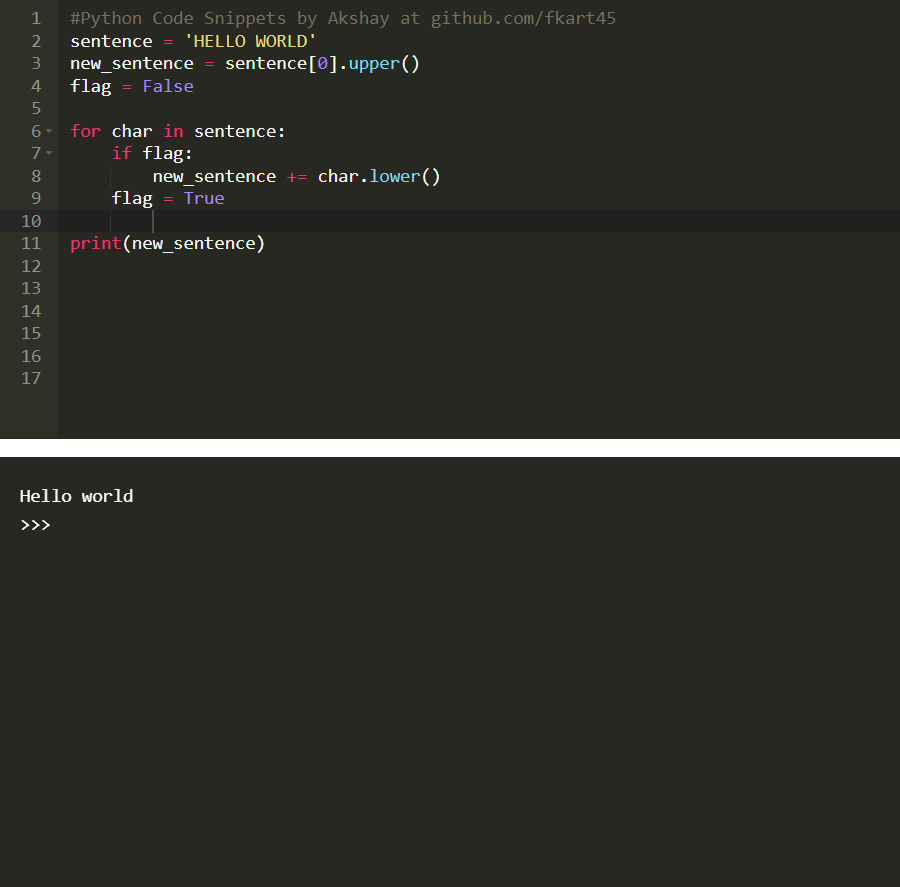 1 #Python Code Snippets by Akshay at github.com/fkart45
2 sentence = 'HELLO WORLD'
3 new_sentence = sentence[0].upper()
4 flag = False
5
6 for char in sentence:
7     if flag:
8         new_sentence += char.lower()
9     flag = True
10
11 print(new_sentence)
12
13
14
15
16
17
Hello world
>>>